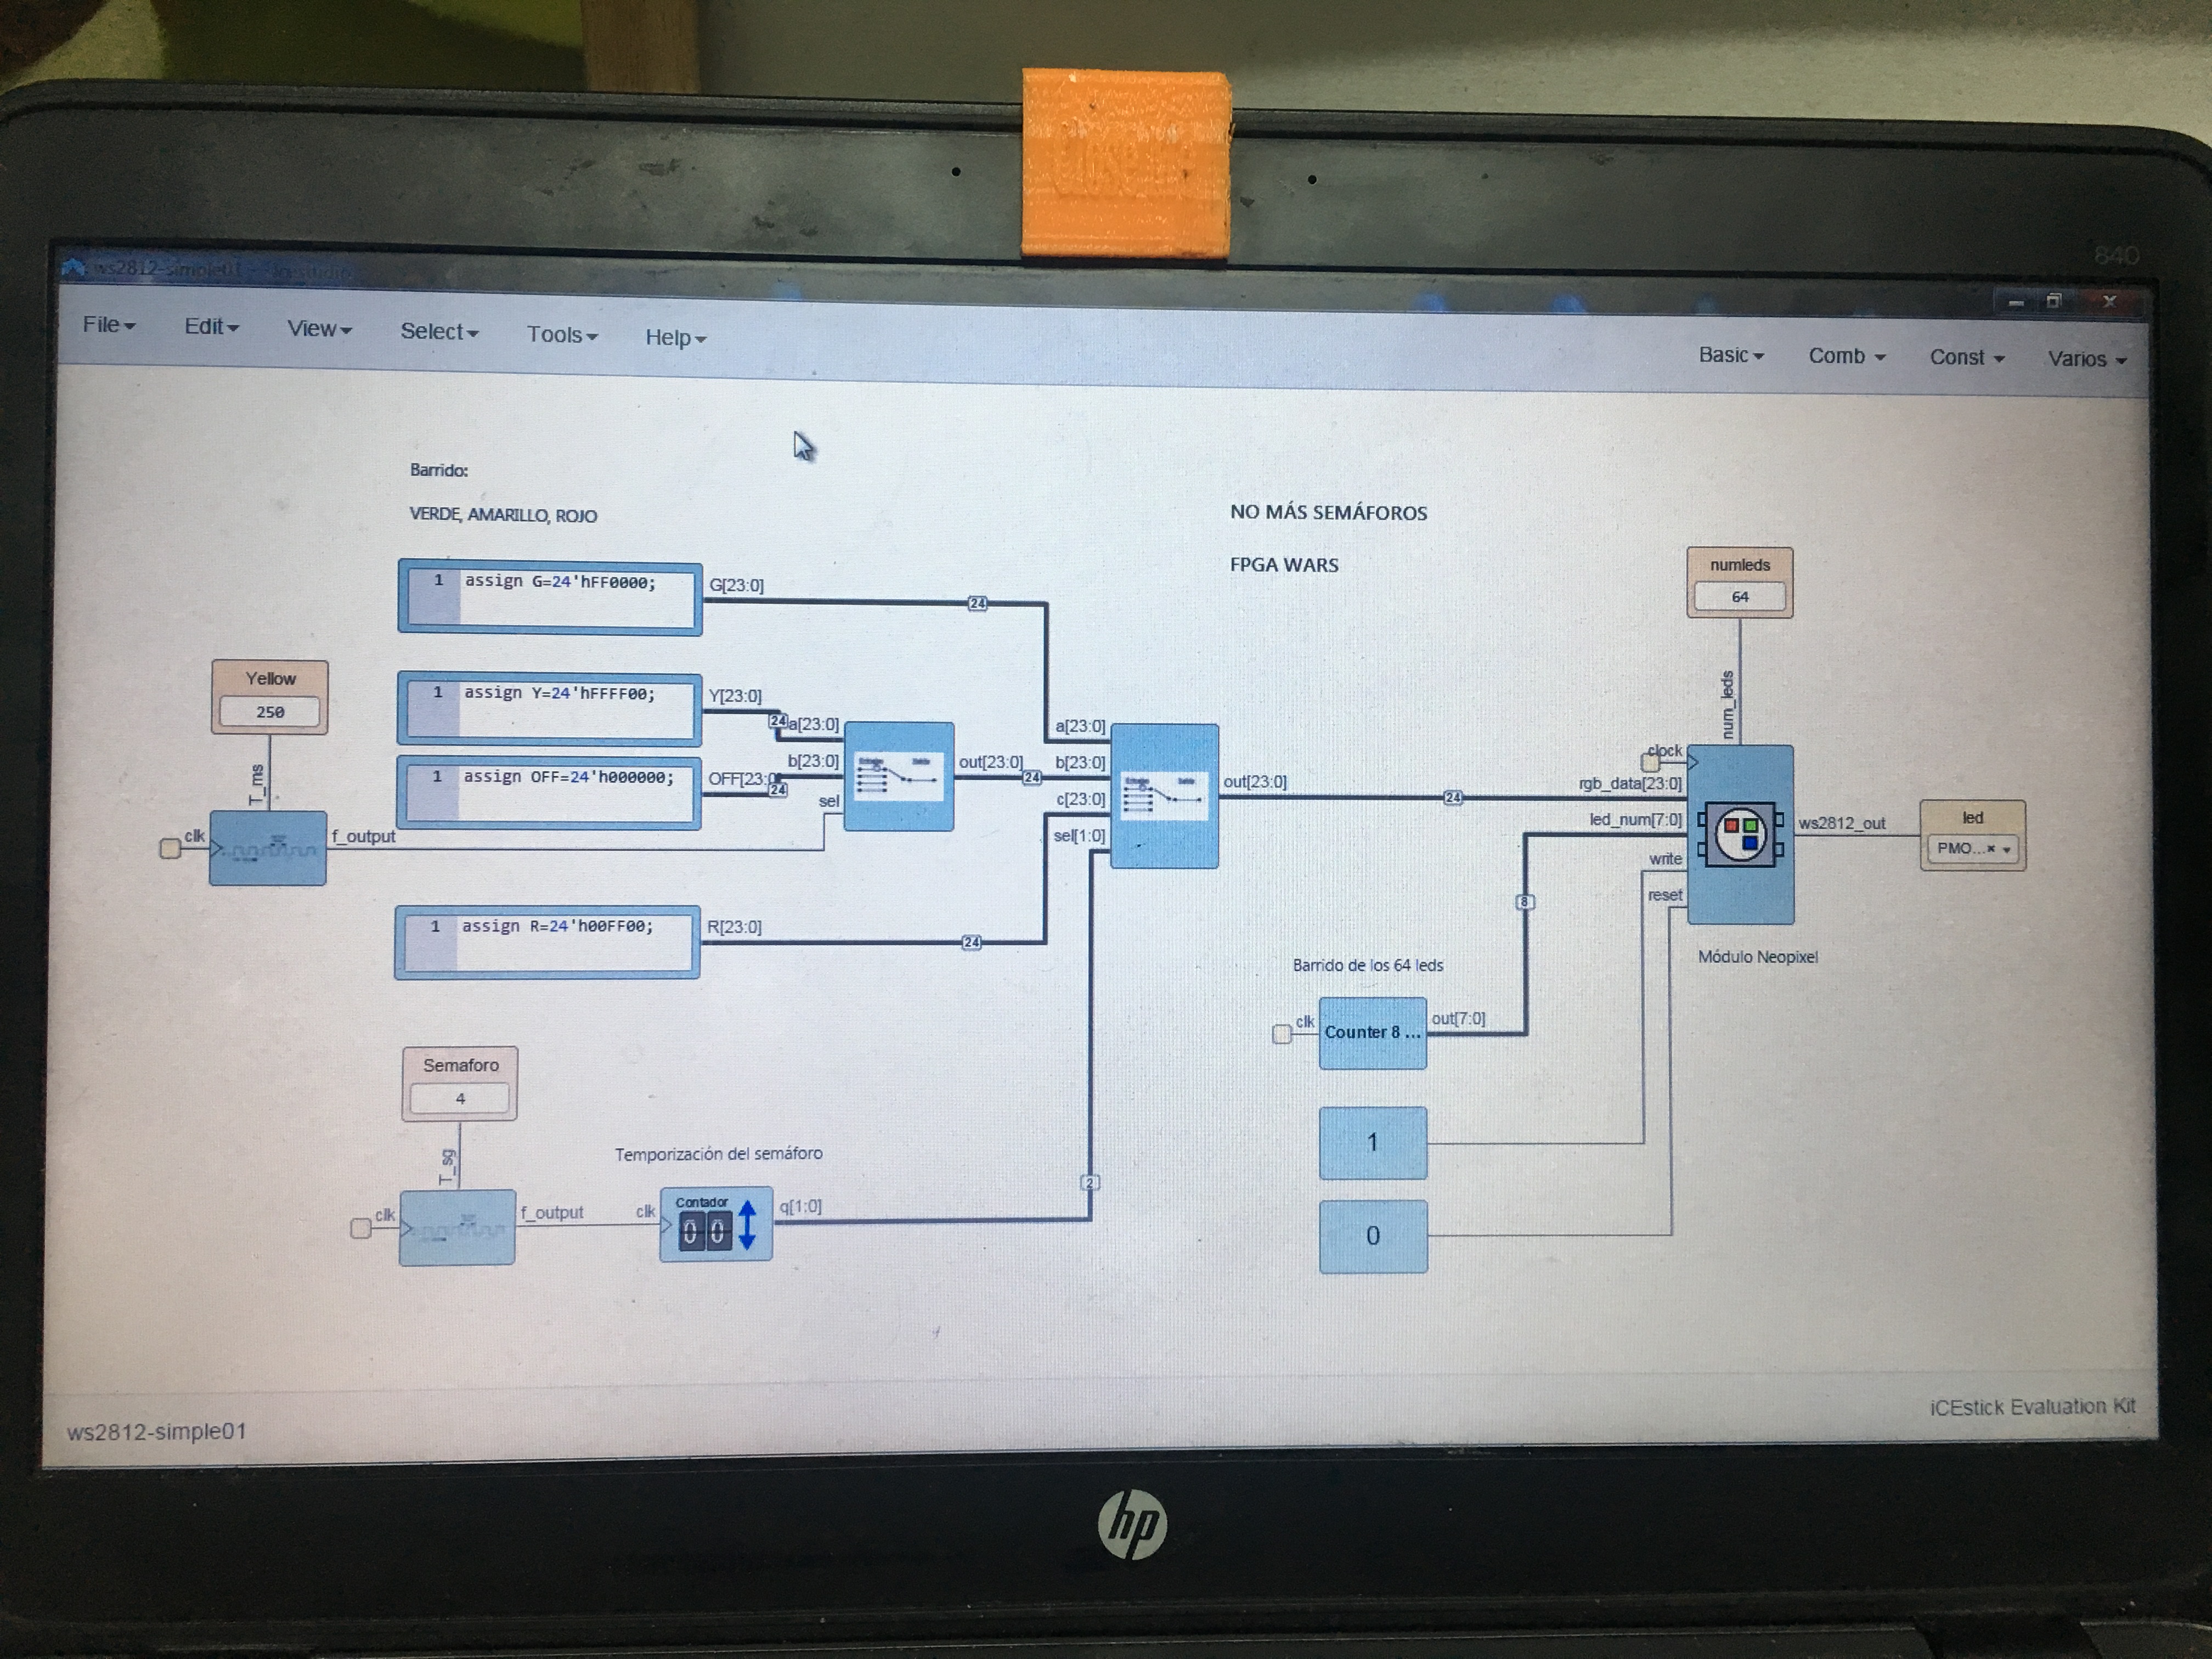 840
ws2812-simple01 - Icestudio
File Edit View Select Tools Help
Basic Comb Const Varios
Barrido:
VERDE, AMARILLO, ROJO
NO MÁS SEMÁFOROS
FPGA WARS
1 assign G=24'hFF0000;
G[23:0]
24
numleds
64
num_leds
Yellow
250
T_ms
clk
f_output
1 assign Y=24'hFFFF00;
Y[23:0]
24
1 assign OFF=24'h000000;
OFF[23:0
24
a[23:0]
b[23:0]
sel
out[23:0]
24
a[23:0]
b[23:0]
c[23:0]
sel[1:0]
out[23:0]
24
clock
rgb_data[23:0]
led_num[7:0]
write
reset
ws2812_out
led
PMO...
Módulo Neopixel
1 assign R=24'h00FF00;
R[23:0]
24
8
Barrido de los 64 leds
clk
Counter 8 ...
out[7:0]
1
0
Semaforo
4
T_sg
clk
f_output
Temporización del semáforo
clk
Contador
00
q[1:0]
2
ws2812-simple01
iCEstick Evaluation Kit
hp